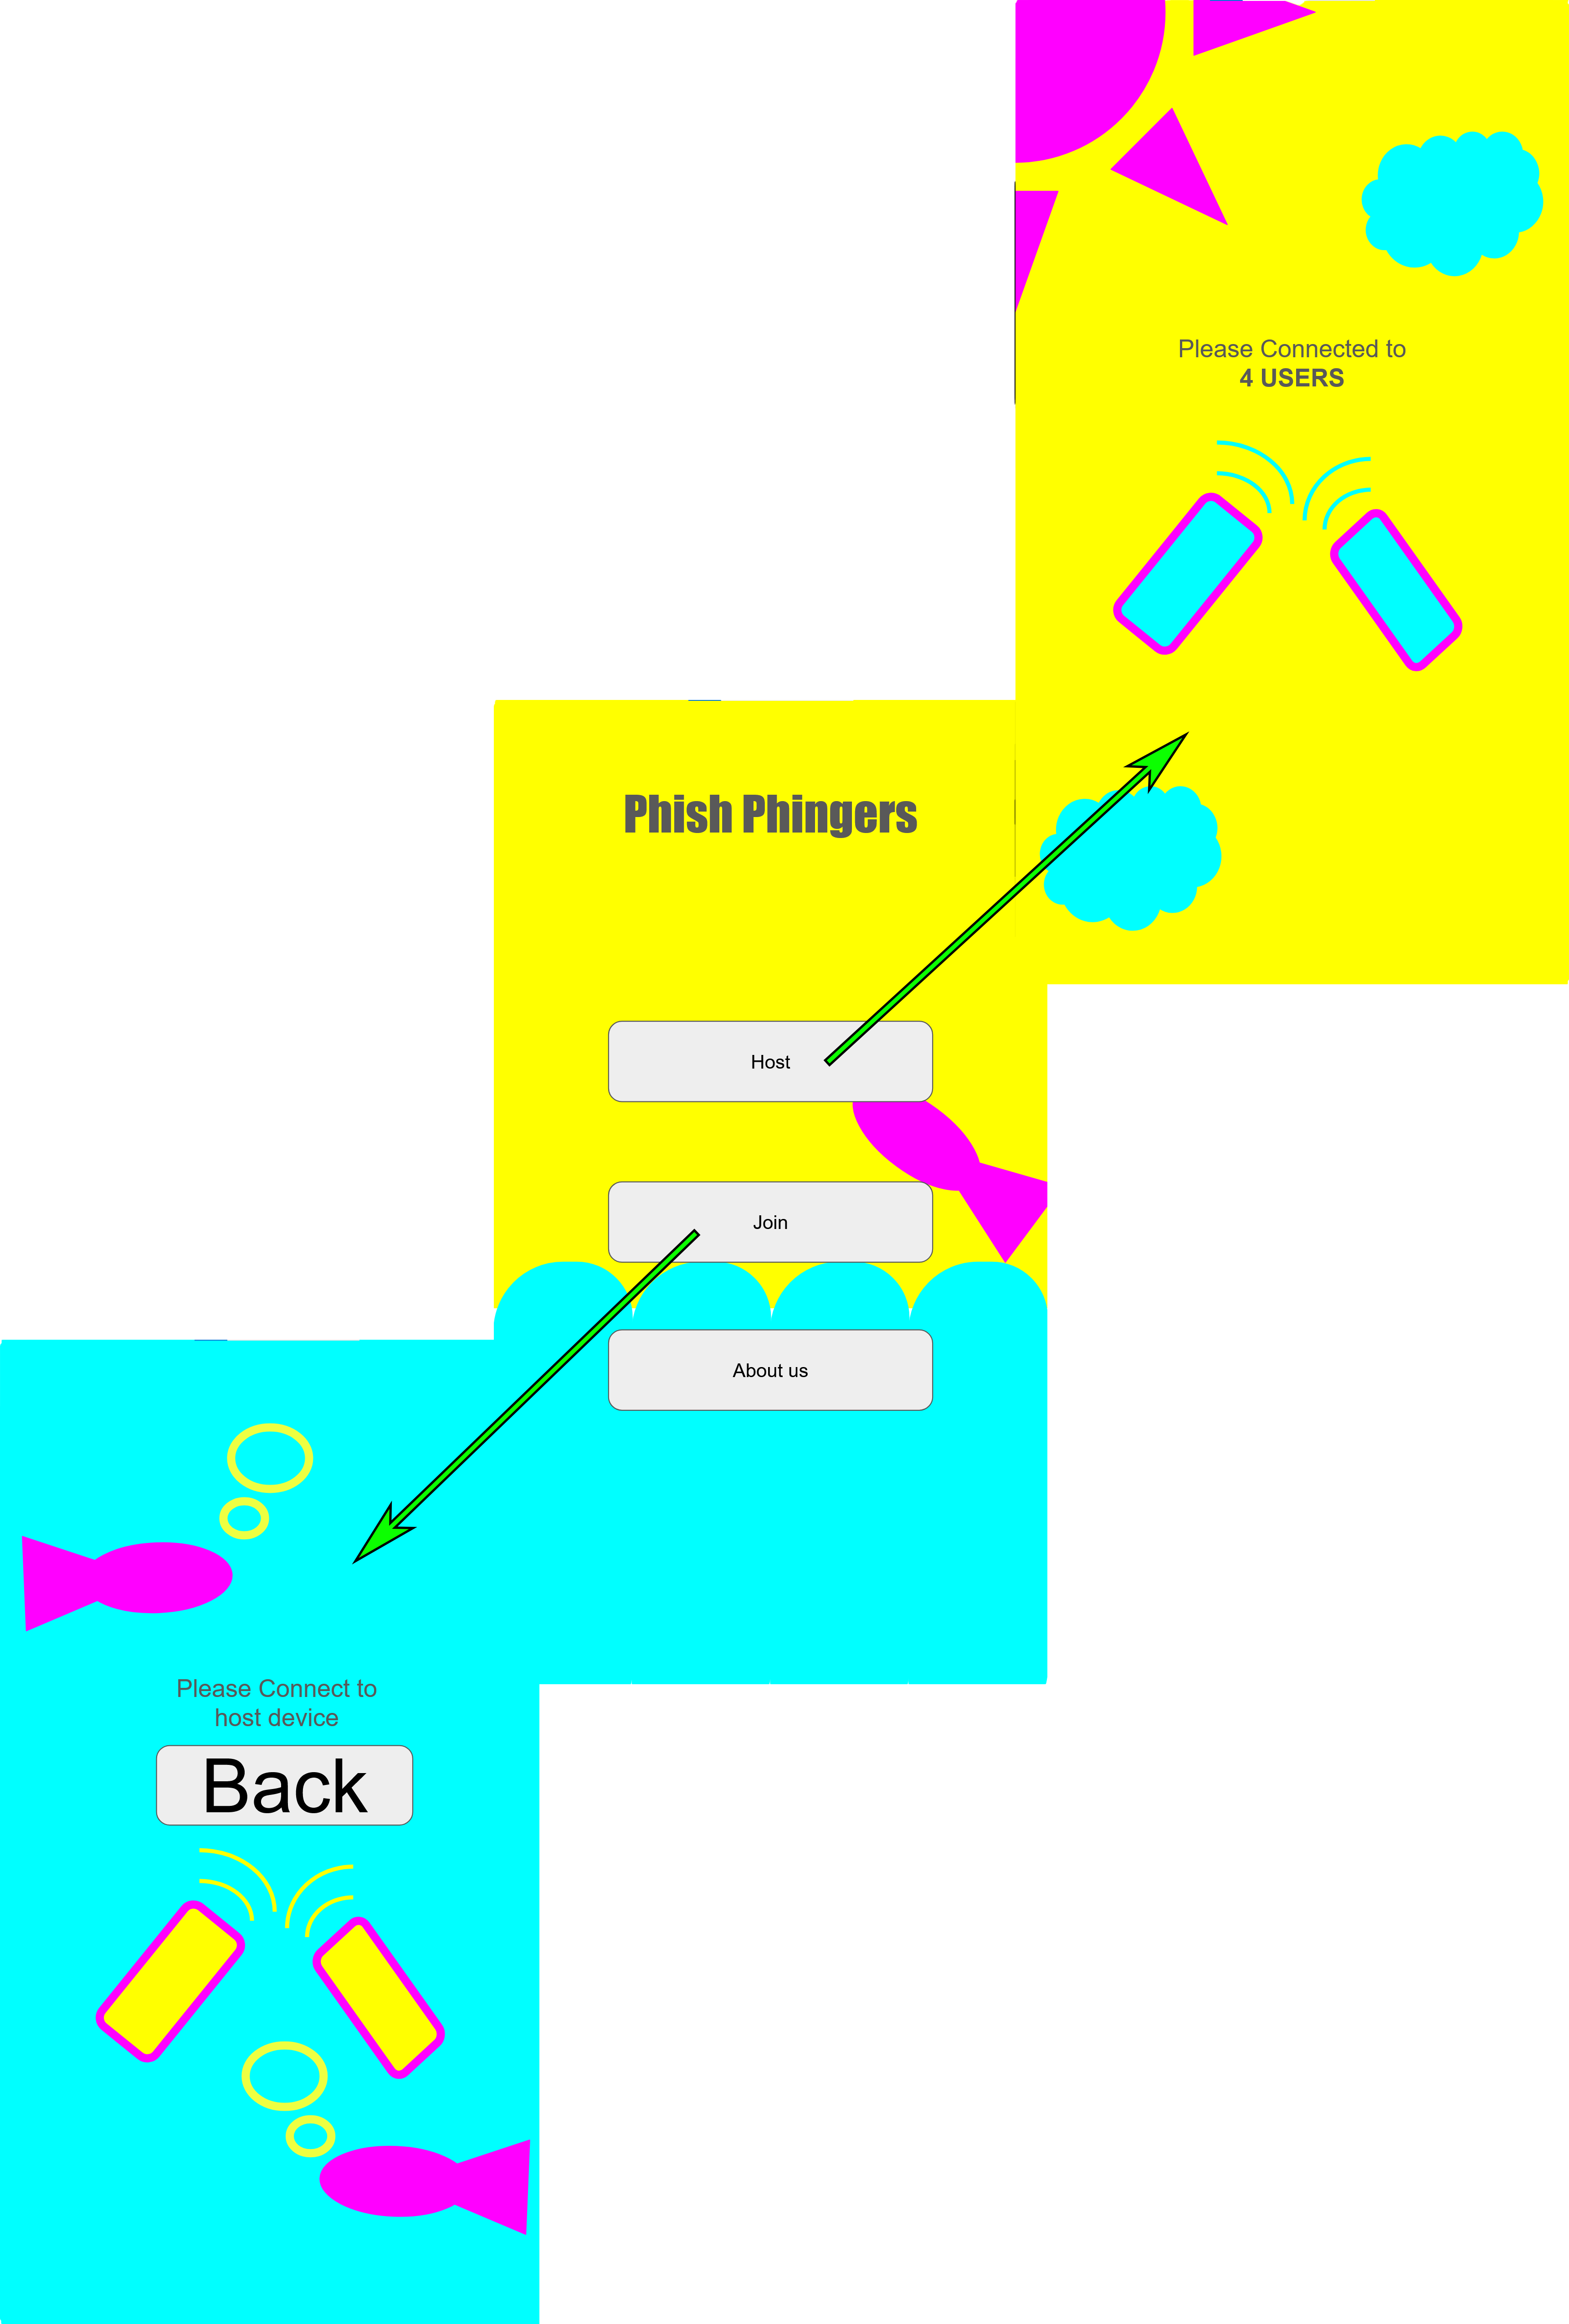 Please Connected to
4 USERS
Phish Phingers
Host
Join
About us
Please Connect to
host device
Back